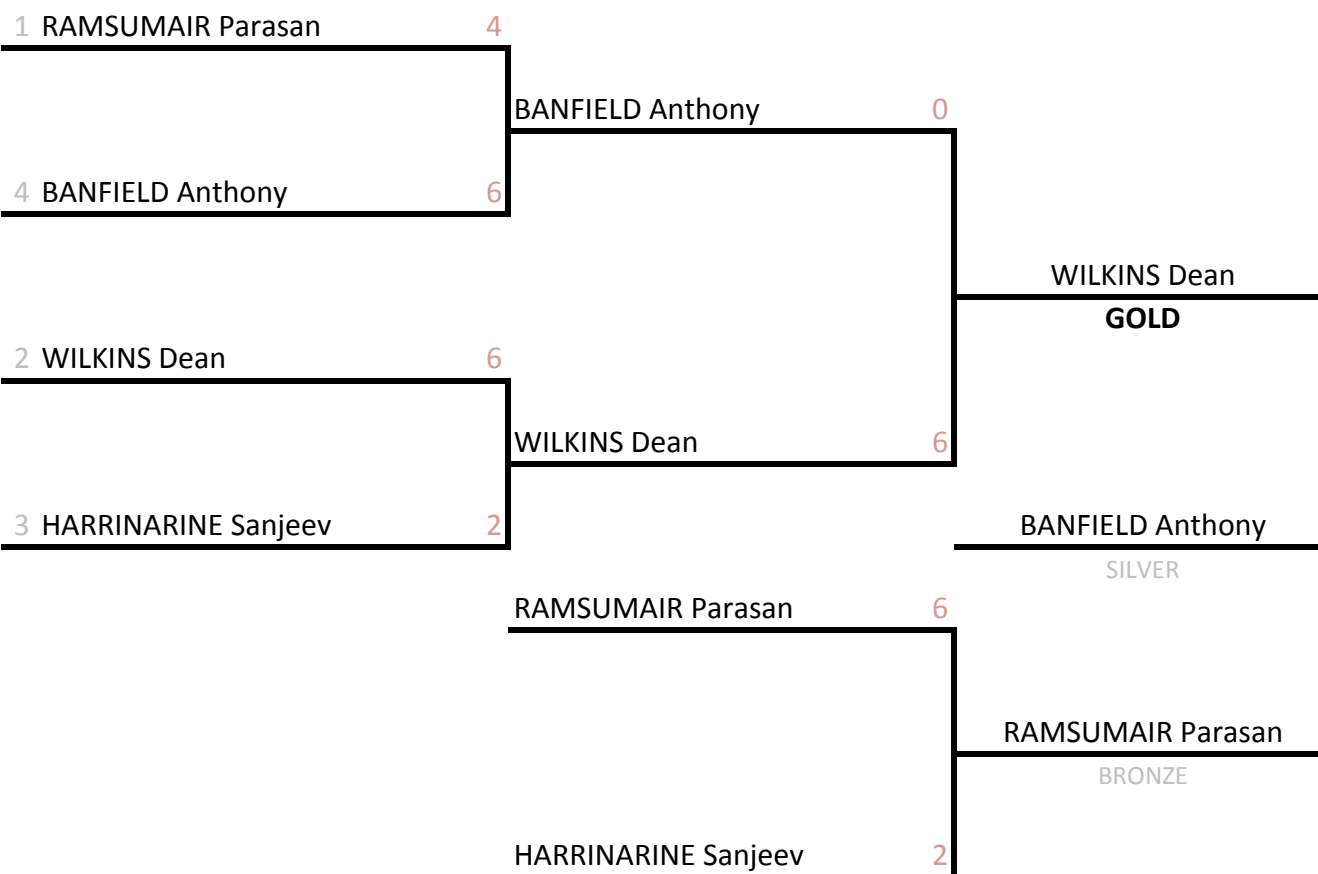 1 RAMSUMAIR Parasan 4
BANFIELD Anthony 0
4 BANFIELD Anthony 6
WILKINS Dean
GOLD
2 WILKINS Dean 6
WILKINS Dean 6
3 HARRINARINE Sanjeev 2
BANFIELD Anthony
SILVER
RAMSUMAIR Parasan 6
RAMSUMAIR Parasan
BRONZE
HARRINARINE Sanjeev 2